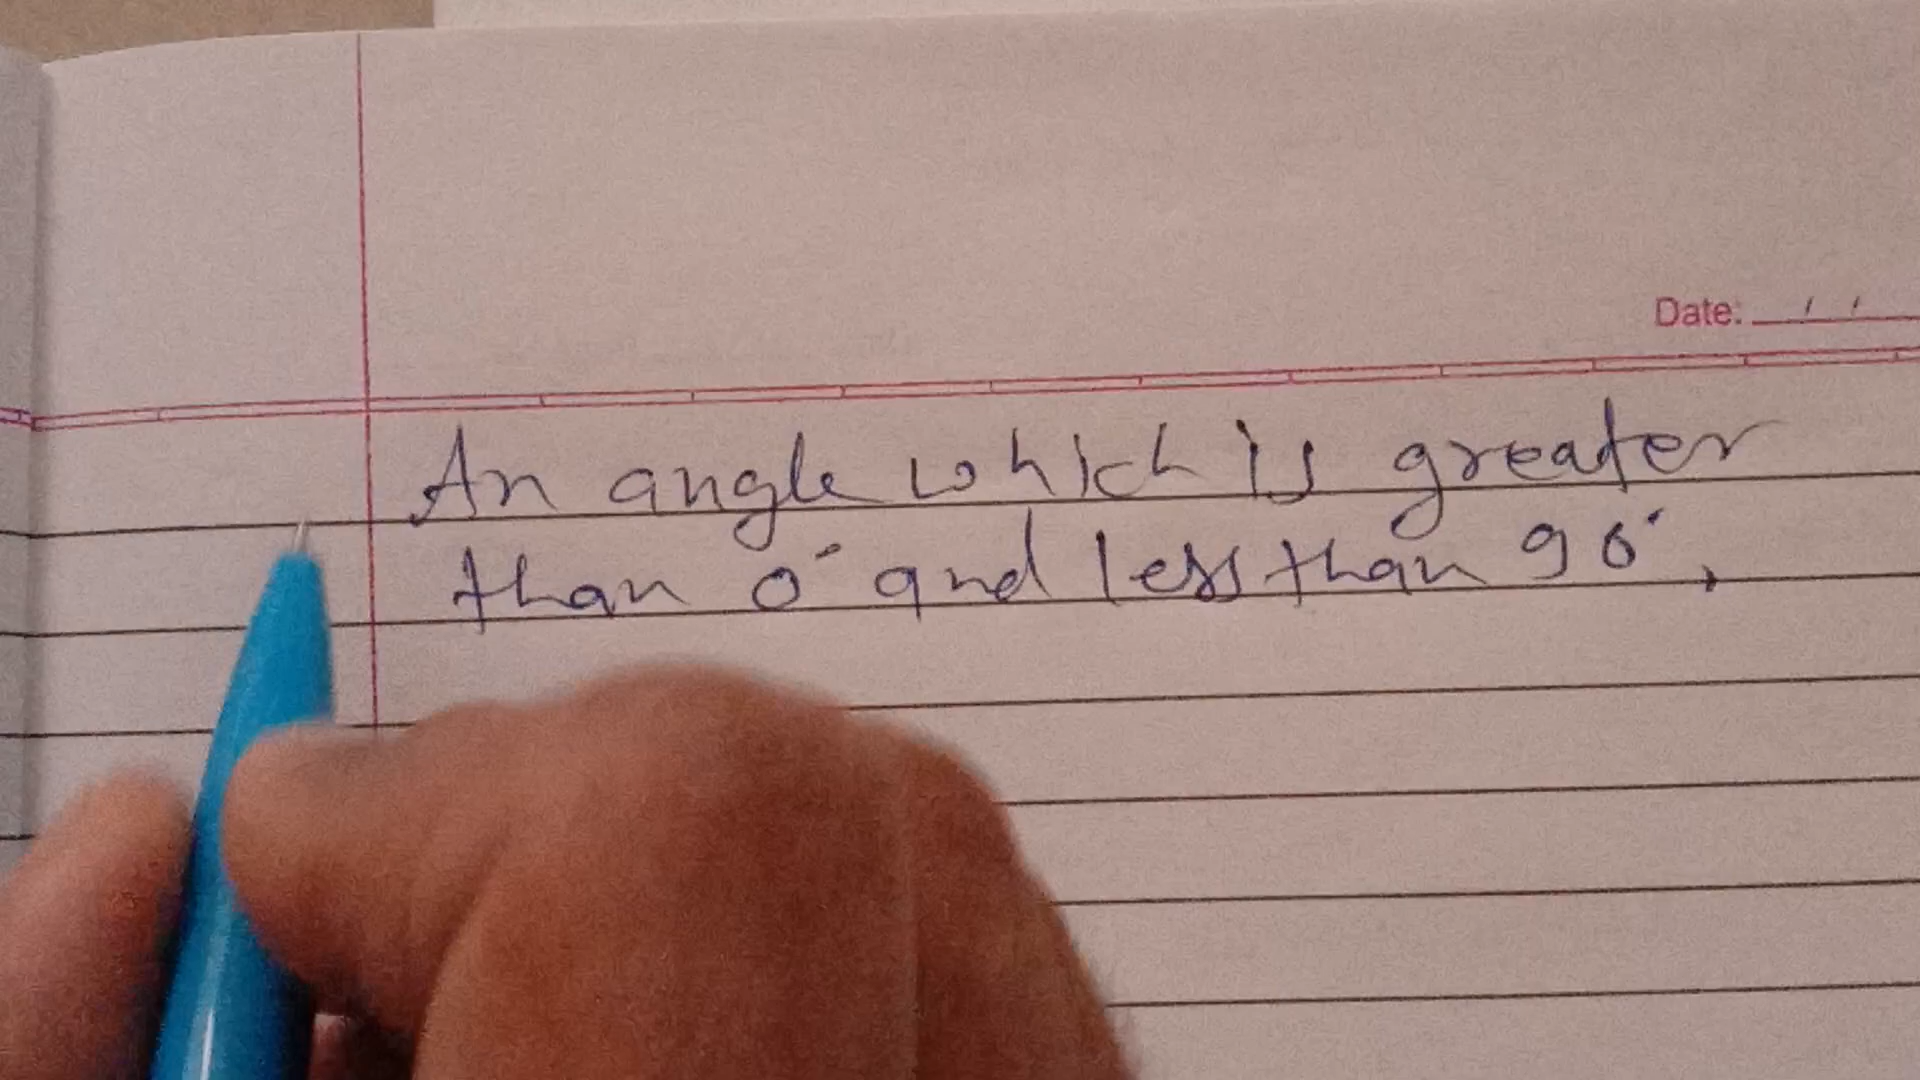 Date: / /
An angle which is greater
than 0° and less than 90°,